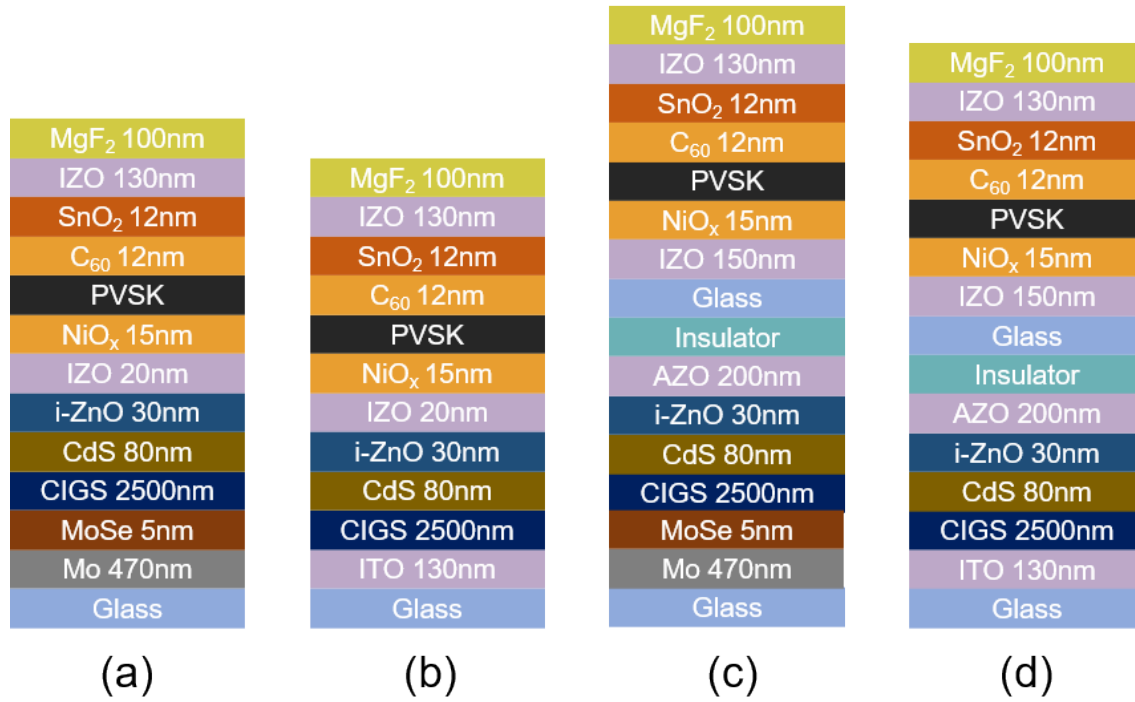 MgF₂ 100nm
IZO 130nm
SnO₂ 12nm
C₆₀ 12nm
PVSK
NiOₓ 15nm
IZO 20nm
i-ZnO 30nm
CdS 80nm
CIGS 2500nm
MoSe 5nm
Mo 470nm
Glass
(a)
MgF₂ 100nm
IZO 130nm
SnO₂ 12nm
C₆₀ 12nm
PVSK
NiOₓ 15nm
IZO 20nm
i-ZnO 30nm
CdS 80nm
CIGS 2500nm
ITO 130nm
Glass
(b)
MgF₂ 100nm
IZO 130nm
SnO₂ 12nm
C₆₀ 12nm
PVSK
NiOₓ 15nm
IZO 150nm
Glass
Insulator
AZO 200nm
i-ZnO 30nm
CdS 80nm
CIGS 2500nm
MoSe 5nm
Mo 470nm
Glass
(c)
MgF₂ 100nm
IZO 130nm
SnO₂ 12nm
C₆₀ 12nm
PVSK
NiOₓ 15nm
IZO 150nm
Glass
Insulator
AZO 200nm
i-ZnO 30nm
CdS 80nm
CIGS 2500nm
ITO 130nm
Glass
(d)